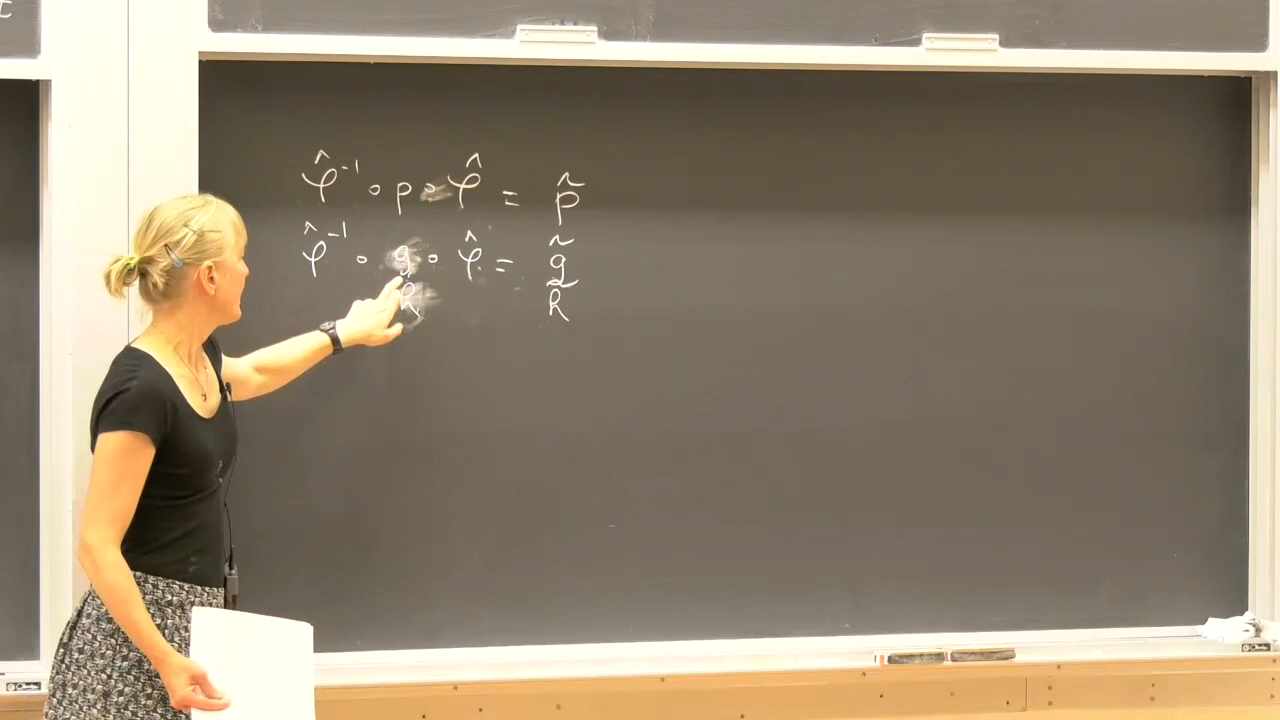 φ̂⁻¹ ∘ p ∘ φ̂ = p̃
φ̂⁻¹ ∘ g ∘ φ̂ = g̃
h h̃